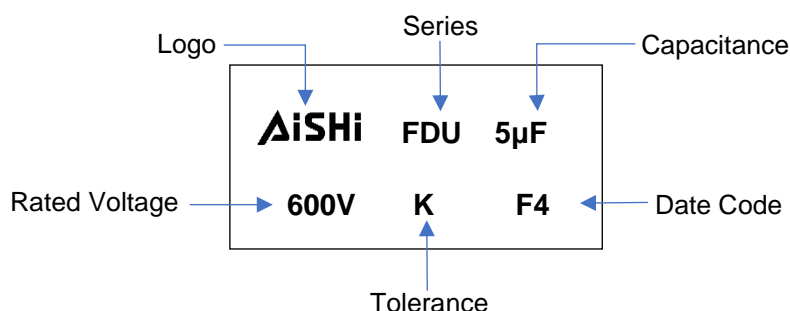 Series
Logo Capacitance
AiSHi FDU 5µF
Rated Voltage 600V K F4 Date Code
Tolerance